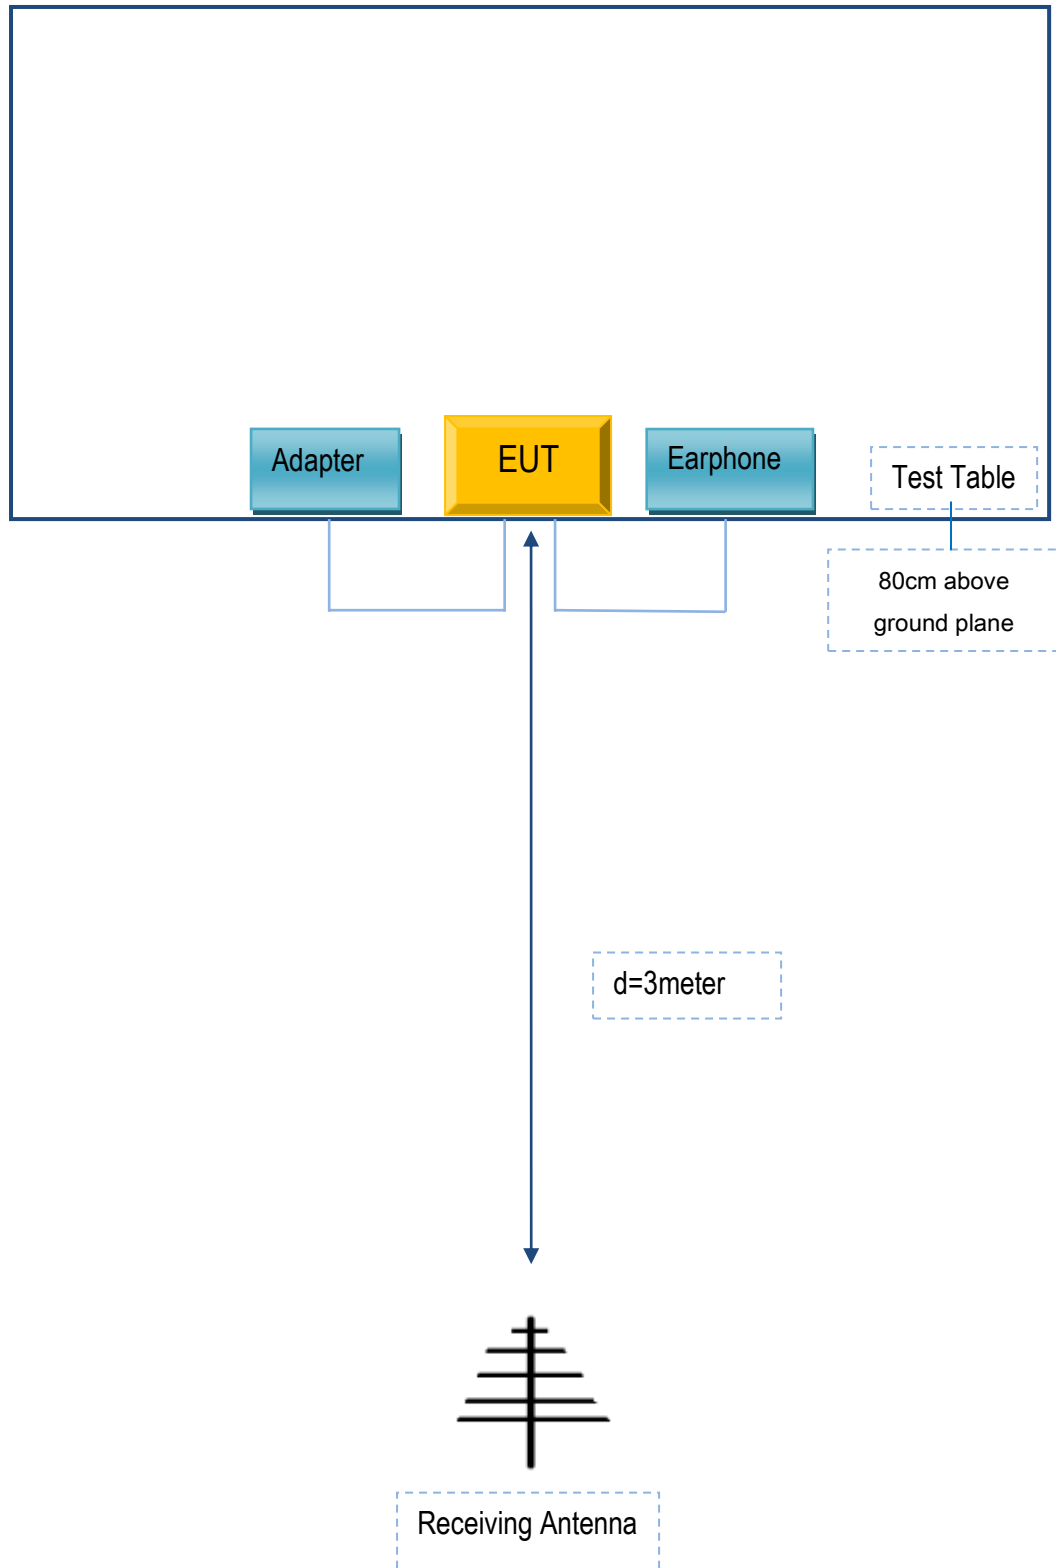 Adapter
EUT
Earphone
Test Table
80cm above
ground plane
d=3meter
Receiving Antenna